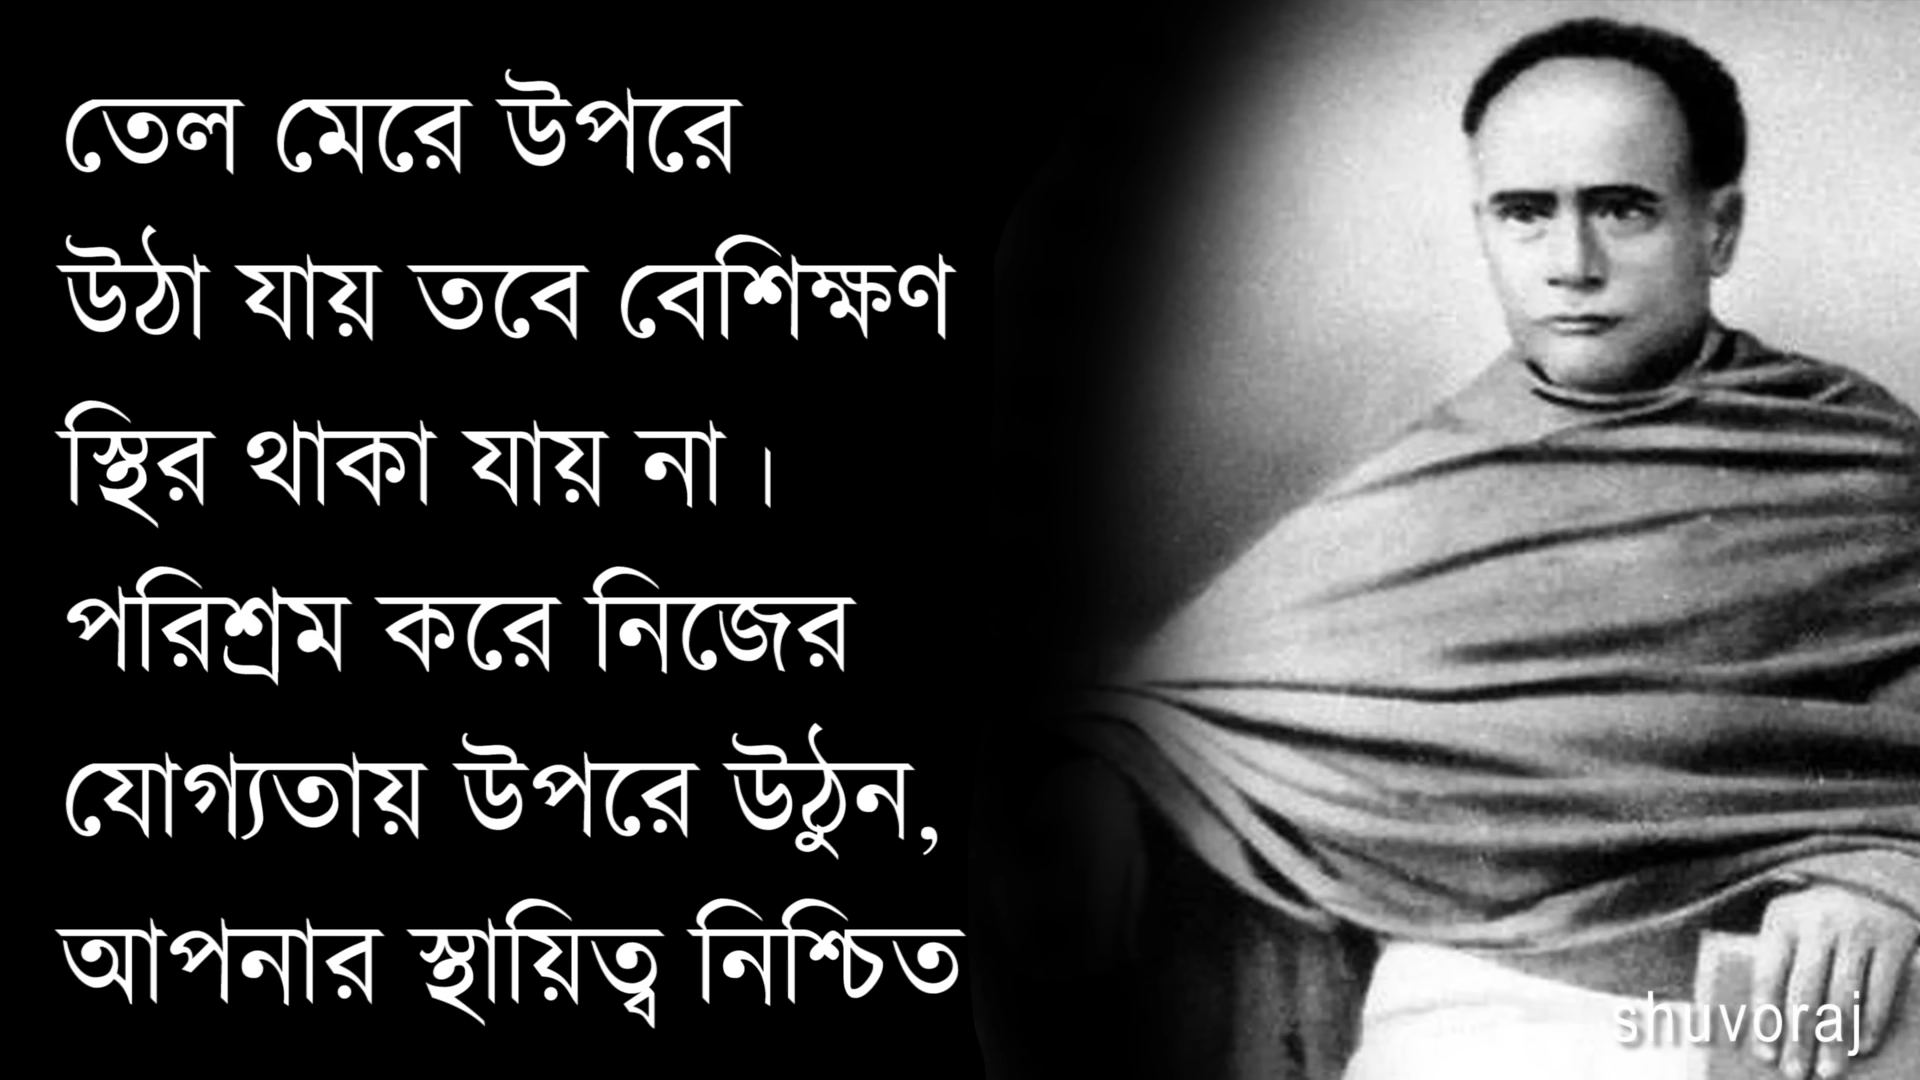 তেল মেরে উপরে
উঠা যায় তবে বেশিক্ষণ
স্থির থাকা যায় না।
পরিশ্রম করে নিজের
যোগ্যতায় উপরে উঠুন,
আপনার স্থায়িত্ব নিশ্চিত
shuvoraj